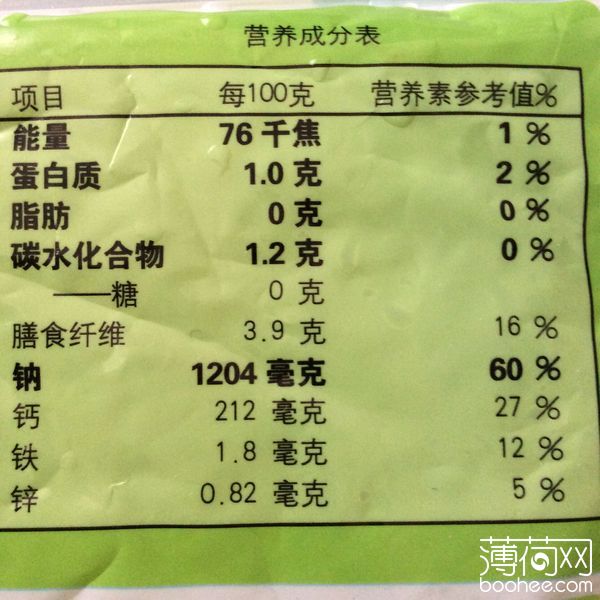 营养成分表
项目 每100克 营养素参考值%
能量 76 千焦 1 %
蛋白质 1.0 克 2 %
脂肪 0 克 0 %
碳水化合物 1.2 克 0 %
——糖 0 克
膳食纤维 3.9 克 16 %
钠 1204 毫克 60 %
钙 212 毫克 27 %
铁 1.8 毫克 12 %
锌 0.82 毫克 5 %
薄荷网
boohee.com